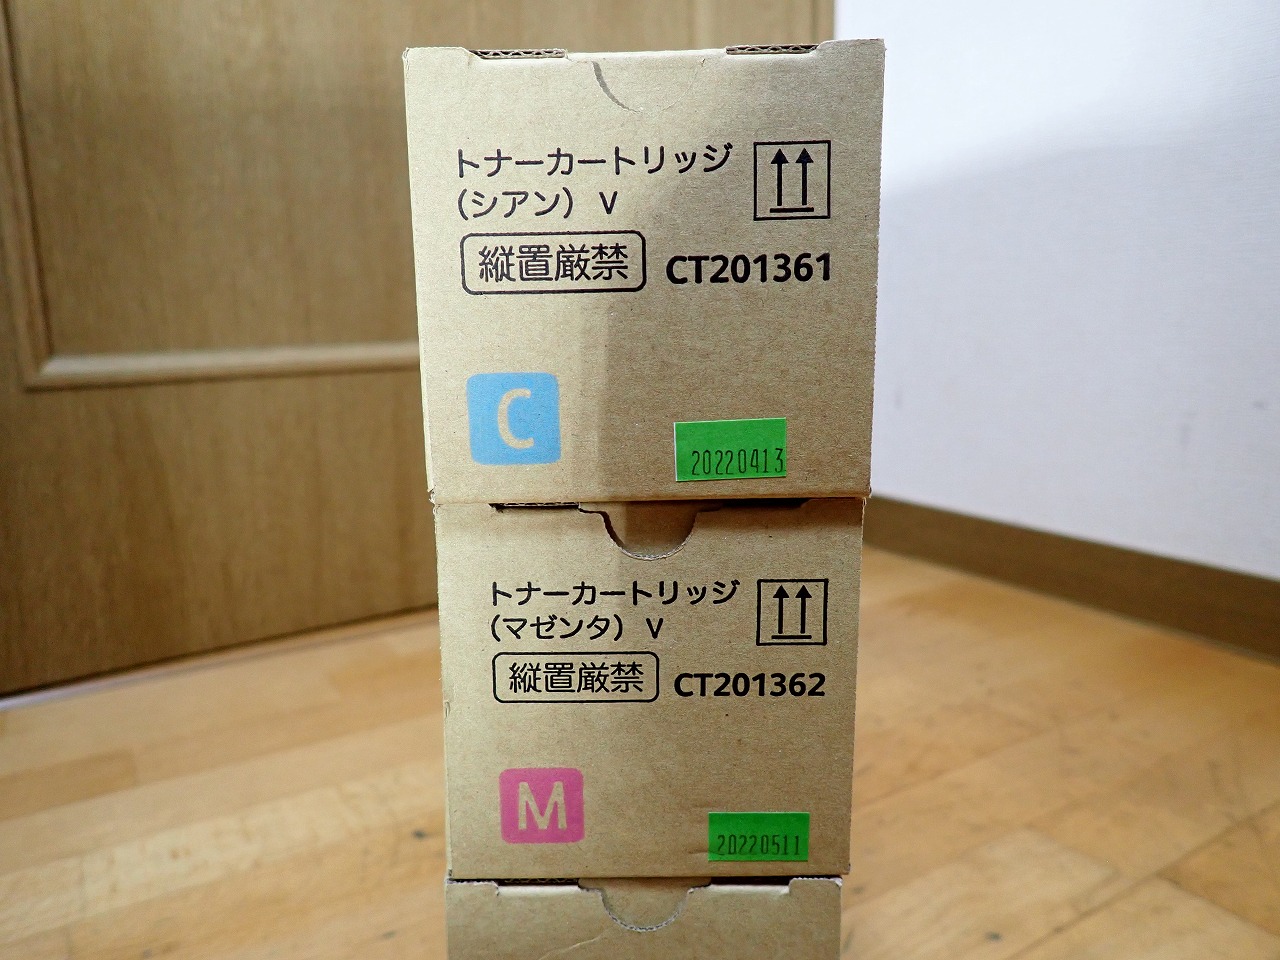 トナーカートリッジ
（シアン） V
縦置厳禁 CT201361
C
20220413
トナーカートリッジ
（マゼンタ） V
縦置厳禁 CT201362
M
20220511